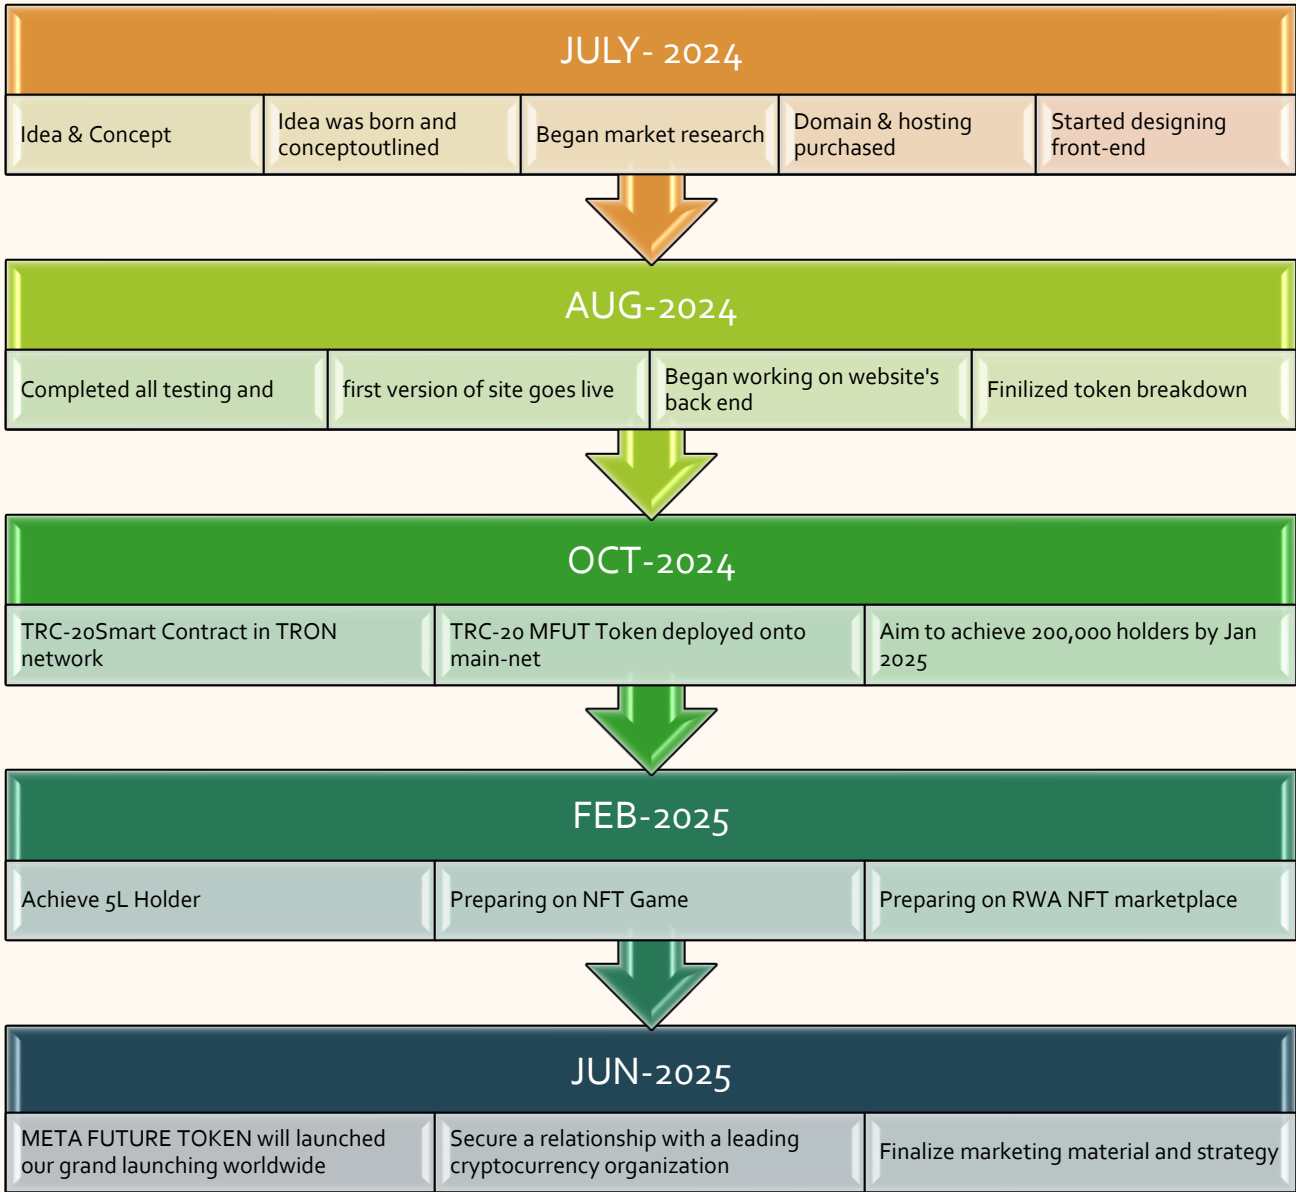 JULY- 2024
Idea & Concept
Idea was born and
conceptoutlined
Began market research
Domain & hosting
purchased
Started designing
front-end
AUG-2024
Completed all testing and
first version of site goes live
Began working on website's
back end
Finilized token breakdown
OCT-2024
TRC-20Smart Contract in TRON
network
TRC-20 MFUT Token deployed onto
main-net
Aim to achieve 200,000 holders by Jan
2025
FEB-2025
Achieve 5L Holder
Preparing on NFT Game
Preparing on RWA NFT marketplace
JUN-2025
META FUTURE TOKEN will launched
our grand launching worldwide
Secure a relationship with a leading
cryptocurrency organization
Finalize marketing material and strategy